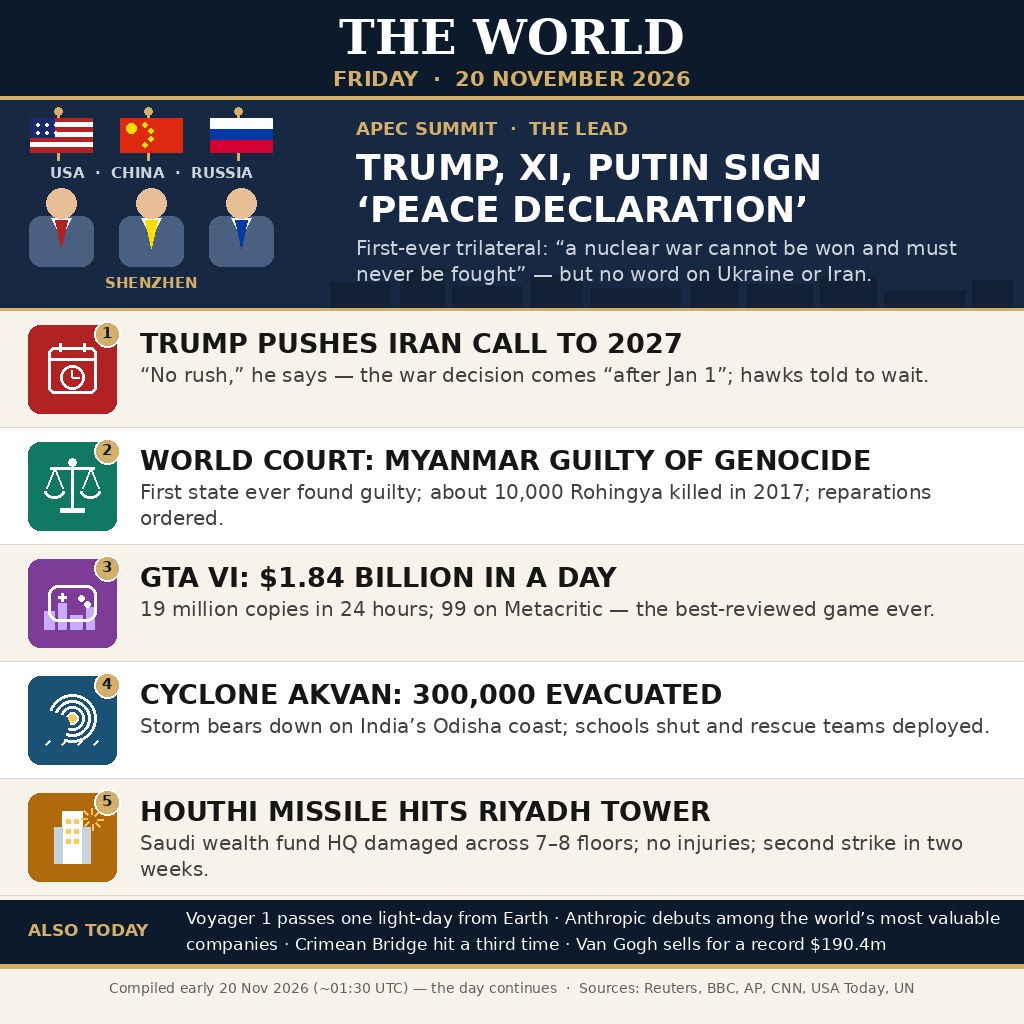 THE WORLD
FRIDAY · 20 NOVEMBER 2026
USA · CHINA · RUSSIA
SHENZHEN
APEC SUMMIT · THE LEAD
TRUMP, XI, PUTIN SIGN
‘PEACE DECLARATION’
First-ever trilateral: “a nuclear war cannot be won and must
never be fought” — but no word on Ukraine or Iran.
1
TRUMP PUSHES IRAN CALL TO 2027
“No rush,” he says — the war decision comes “after Jan 1”; hawks told to wait.
2
WORLD COURT: MYANMAR GUILTY OF GENOCIDE
First state ever found guilty; about 10,000 Rohingya killed in 2017; reparations
ordered.
3
GTA VI: $1.84 BILLION IN A DAY
19 million copies in 24 hours; 99 on Metacritic — the best-reviewed game ever.
4
CYCLONE AKVAN: 300,000 EVACUATED
Storm bears down on India’s Odisha coast; schools shut and rescue teams deployed.
5
HOUTHI MISSILE HITS RIYADH TOWER
Saudi wealth fund HQ damaged across 7–8 floors; no injuries; second strike in two
weeks.
ALSO TODAY
Voyager 1 passes one light-day from Earth · Anthropic debuts among the world’s most valuable
companies · Crimean Bridge hit a third time · Van Gogh sells for a record $190.4m
Compiled early 20 Nov 2026 (~01:30 UTC) — the day continues · Sources: Reuters, BBC, AP, CNN, USA Today, UN